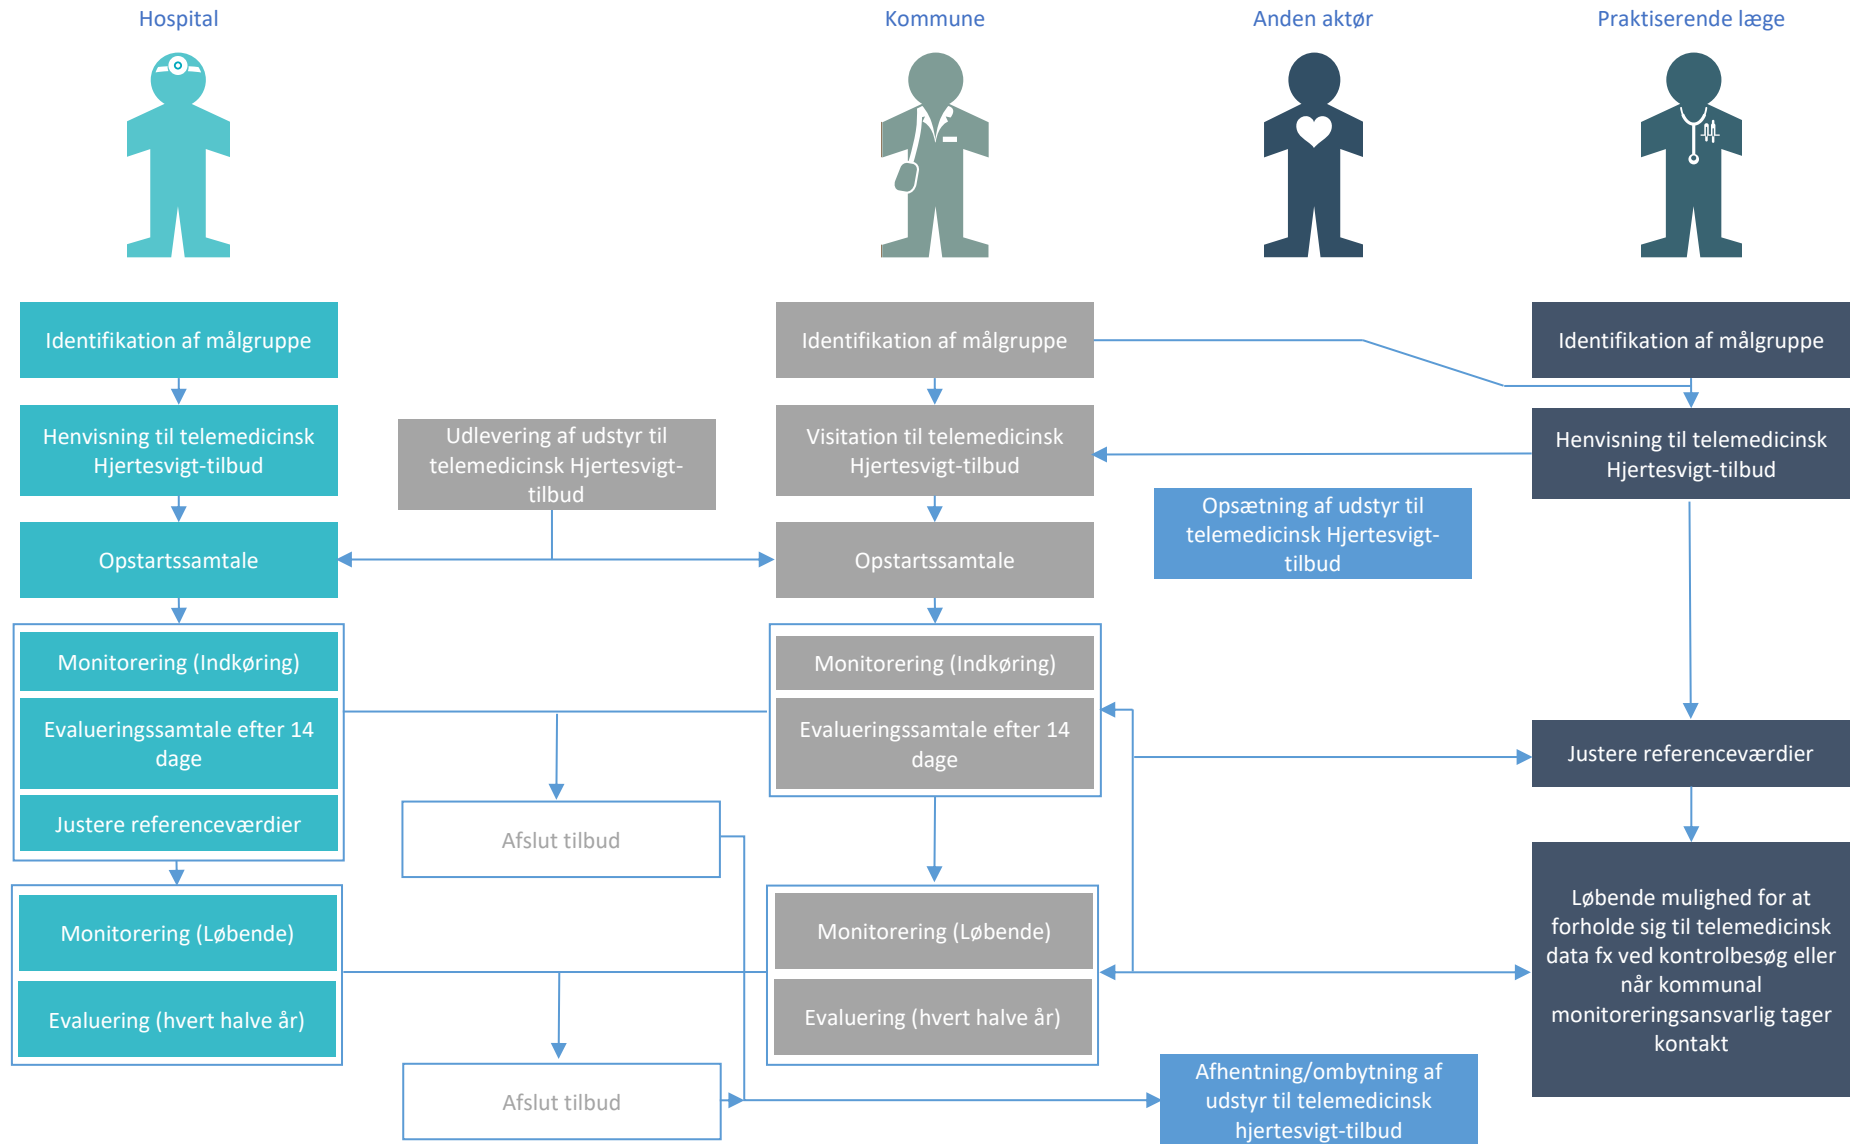 Hospital
Kommune
Anden aktør
Praktiserende læge
Identifikation af målgruppe
Identifikation af målgruppe
Identifikation af målgruppe
Henvisning til telemedicinsk
Hjertesvigt-tilbud
Udlevering af udstyr til
telemedicinsk Hjertesvigt-
tilbud
Visitation til telemedicinsk
Hjertesvigt-tilbud
Henvisning til telemedicinsk
Hjertesvigt-tilbud
Opstartssamtale
Opstartssamtale
Opsætning af udstyr til
telemedicinsk Hjertesvigt-
tilbud
Monitorering (Indkøring)
Evalueringssamtale efter 14
dage
Justere referenceværdier
Monitorering (Indkøring)
Evalueringssamtale efter 14
dage
Justere referenceværdier
Afslut tilbud
Monitorering (Løbende)
Evaluering (hvert halve år)
Monitorering (Løbende)
Evaluering (hvert halve år)
Løbende mulighed for at
forholde sig til telemedicinsk
data fx ved kontrolbesøg eller
når kommunal
monitoreringsansvarlig tager
kontakt
Afslut tilbud
Afhentning/ombytning af
udstyr til telemedicinsk
hjertesvigt-tilbud